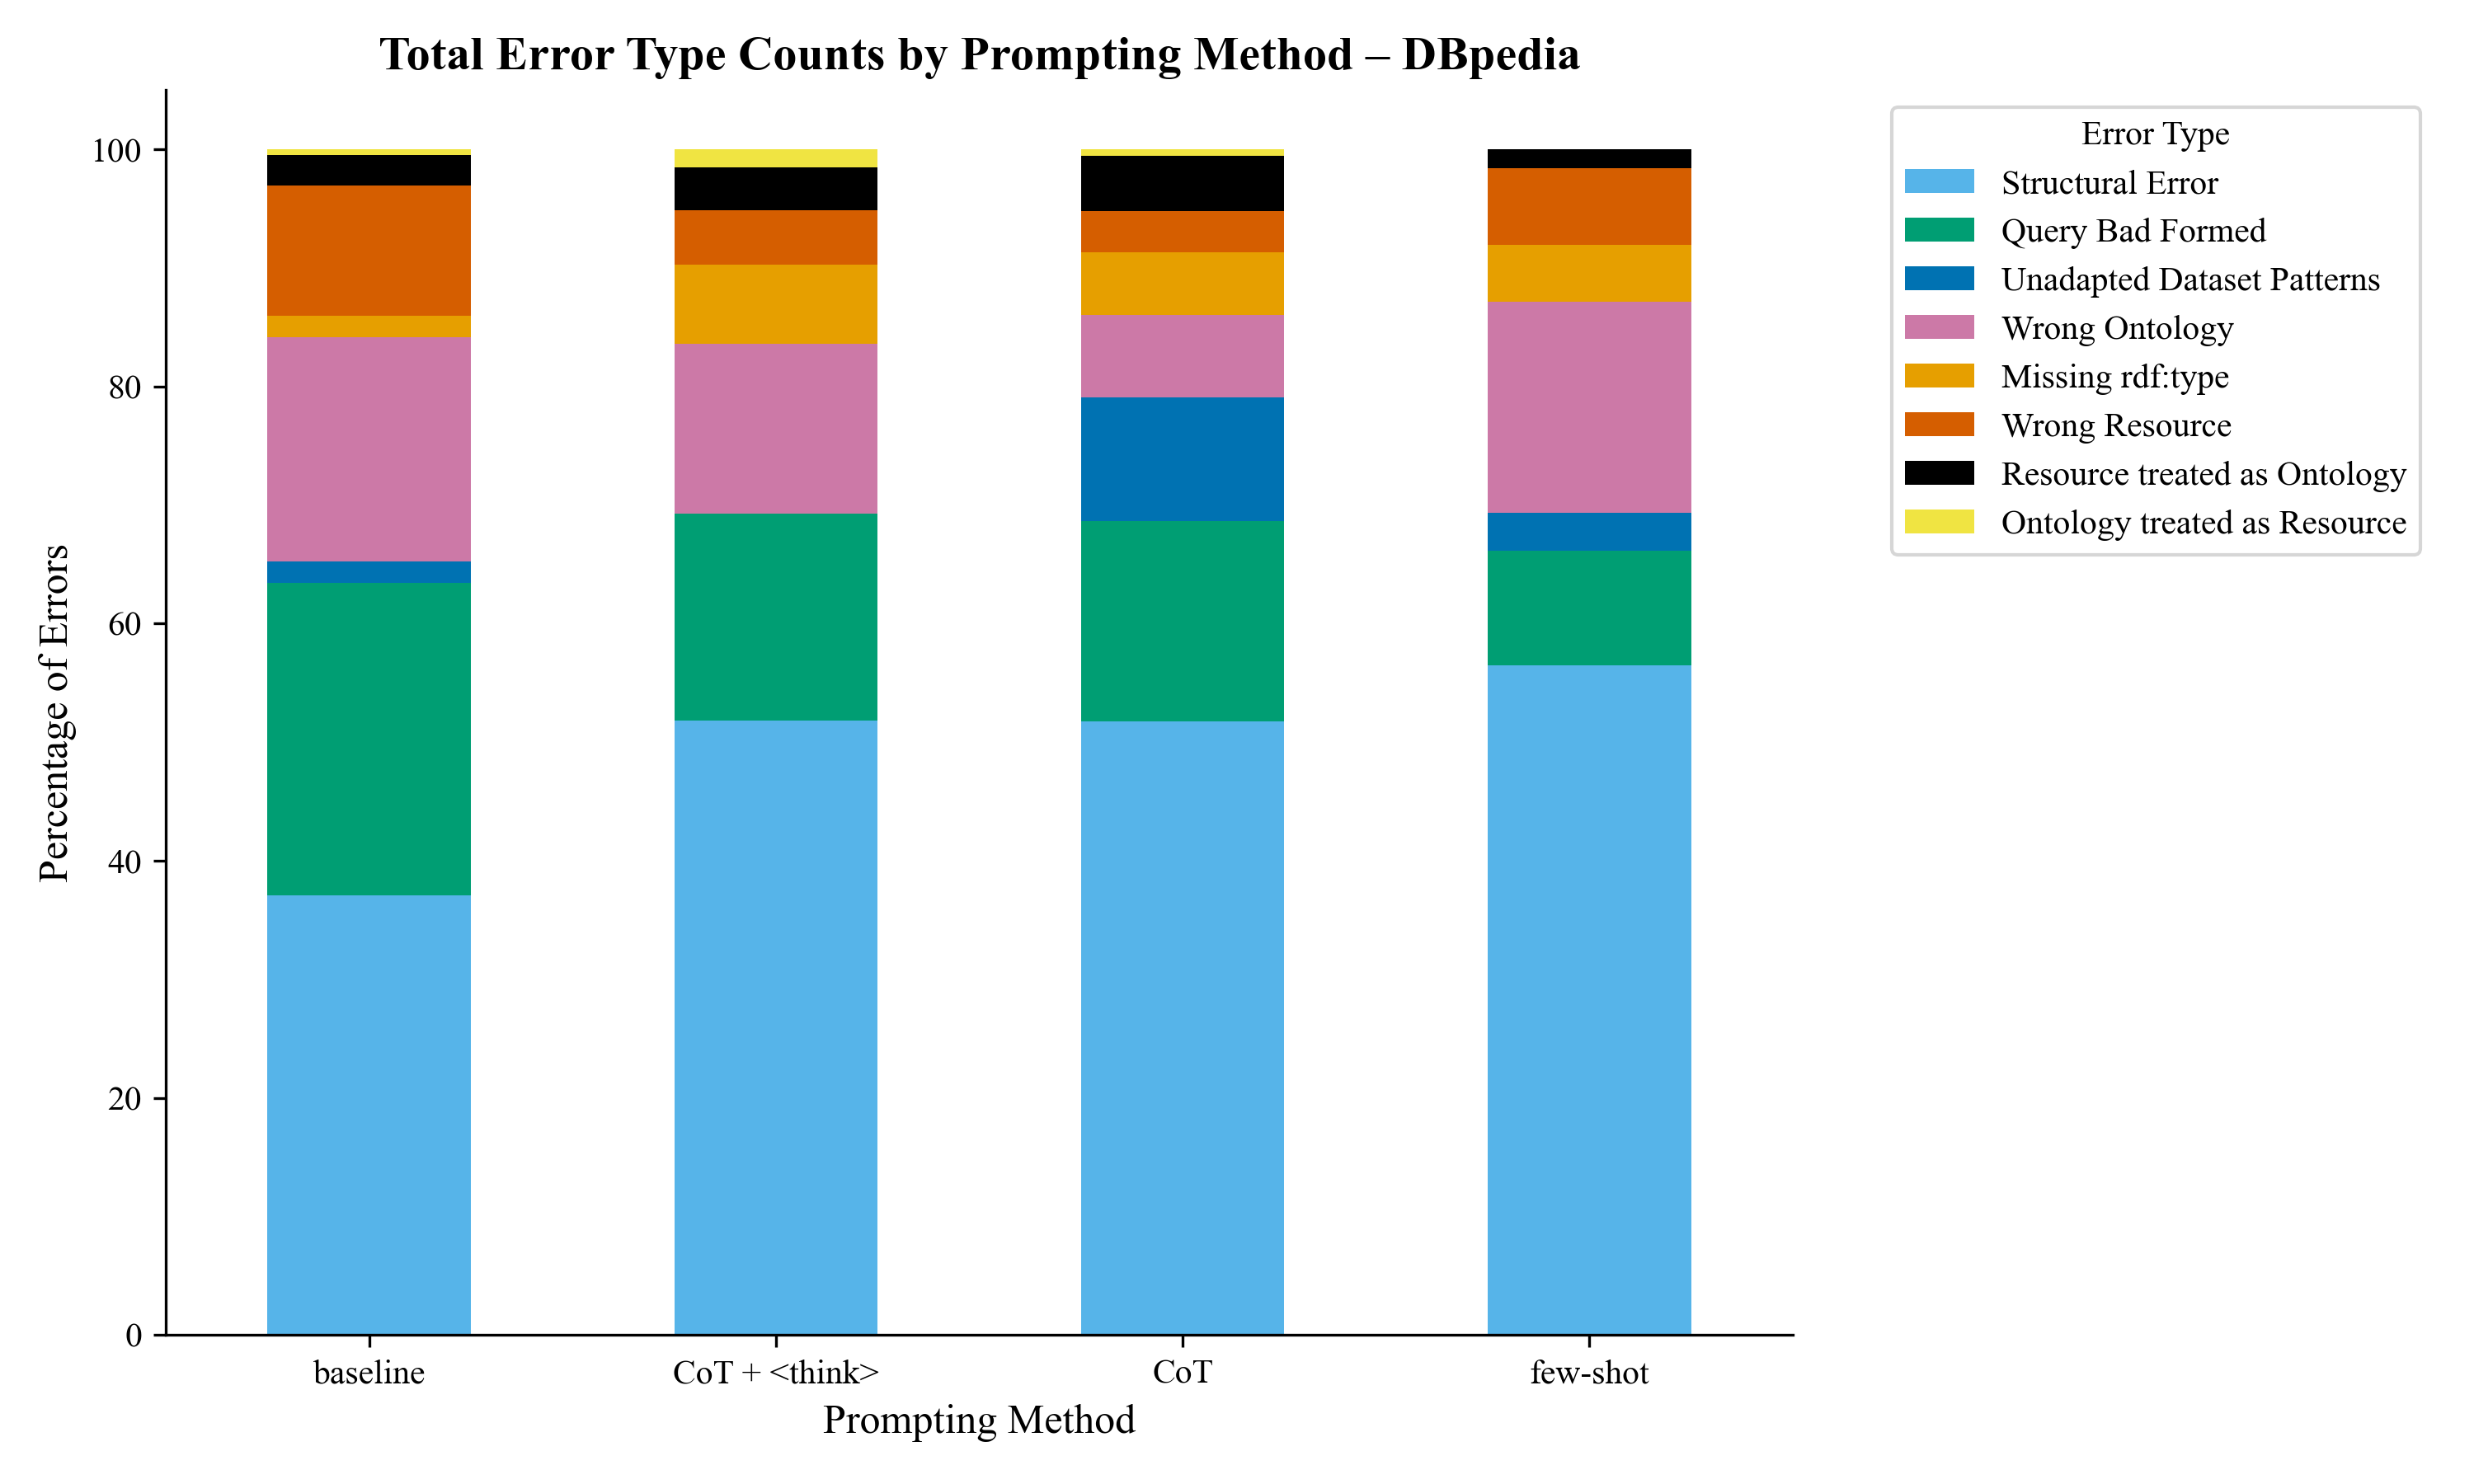 Total Error Type Counts by Prompting Method – DBpedia
Percentage of Errors
100
80
60
40
20
0
baseline
CoT + <think>
CoT
few-shot
Prompting Method
Error Type
Structural Error
Query Bad Formed
Unadapted Dataset Patterns
Wrong Ontology
Missing rdf:type
Wrong Resource
Resource treated as Ontology
Ontology treated as Resource